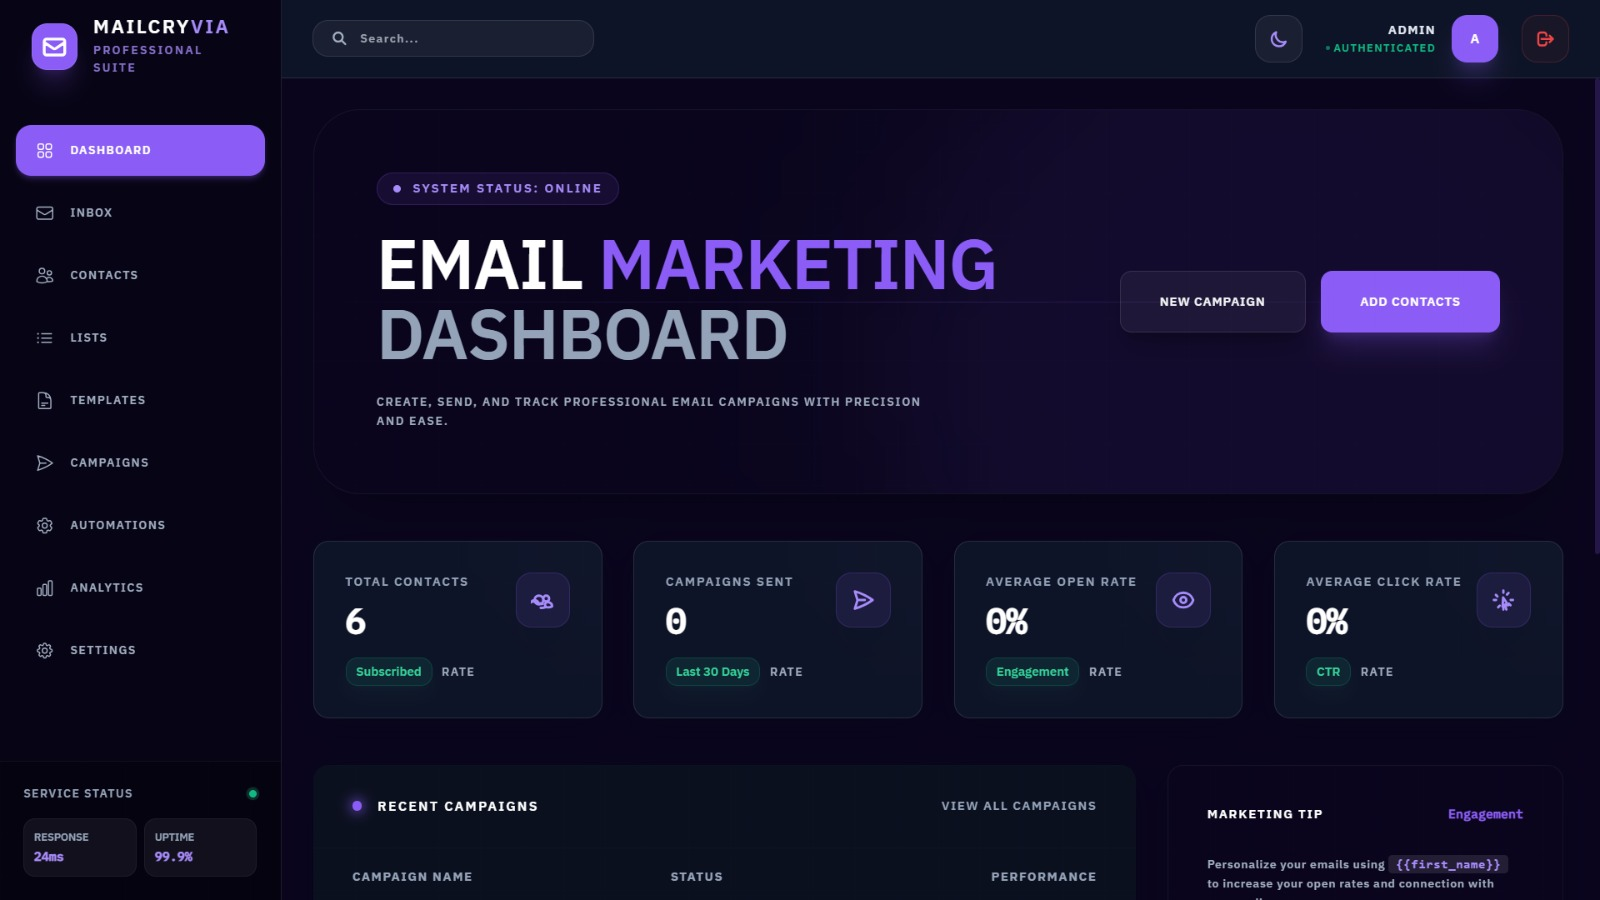 MAILCRYVIA
PROFESSIONAL
SUITE
Search...
ADMIN
AUTHENTICATED
A
DASHBOARD
INBOX
CONTACTS
LISTS
TEMPLATES
CAMPAIGNS
AUTOMATIONS
ANALYTICS
SETTINGS
SERVICE STATUS
RESPONSE
24ms
UPTIME
99.9%
SYSTEM STATUS: ONLINE
EMAIL MARKETING
DASHBOARD
CREATE, SEND, AND TRACK PROFESSIONAL EMAIL CAMPAIGNS WITH PRECISION
AND EASE.
NEW CAMPAIGN
ADD CONTACTS
TOTAL CONTACTS
6
Subscribed RATE
CAMPAIGNS SENT
0
Last 30 Days RATE
AVERAGE OPEN RATE
0%
Engagement RATE
AVERAGE CLICK RATE
0%
CTR RATE
RECENT CAMPAIGNS
VIEW ALL CAMPAIGNS
CAMPAIGN NAME
STATUS
PERFORMANCE
MARKETING TIP
Engagement
Personalize your emails using {{first_name}}
to increase your open rates and connection with